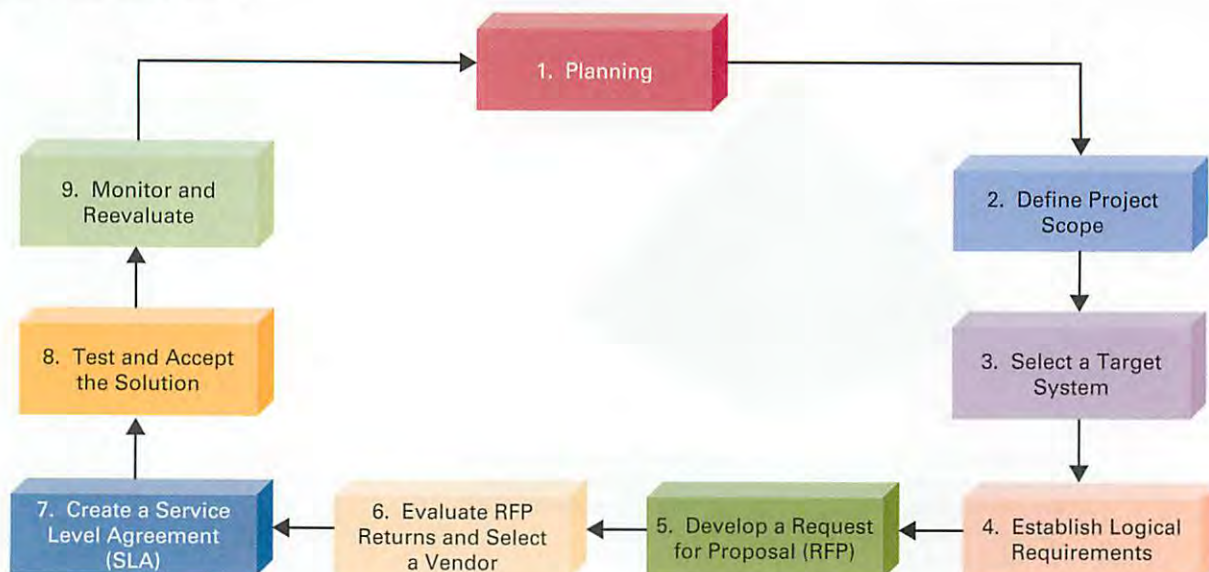 1. Planning
2. Define Project
Scope
3. Select a Target
System
4. Establish Logical
Requirements
5. Develop a Request
for Proposal (RFP)
6. Evaluate RFP
Returns and Select
a Vendor
7. Create a Service
Level Agreement
(SLA)
8. Test and Accept
the Solution
9. Monitor and
Reevaluate